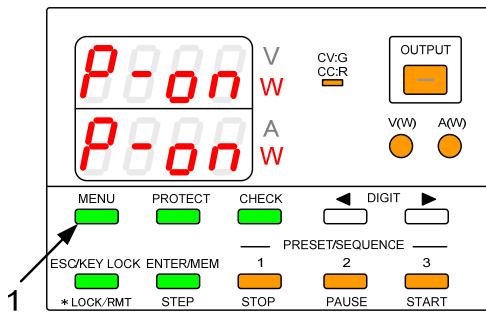 P-on V W
CV:G
CC:R
OUTPUT
P-on A W
V(W) A(W)
MENU PROTECT CHECK DIGIT
PRESET/SEQUENCE
ESC/KEY LOCK ENTER/MEM 1 2 3
1 * LOCK/RMT STEP STOP PAUSE START